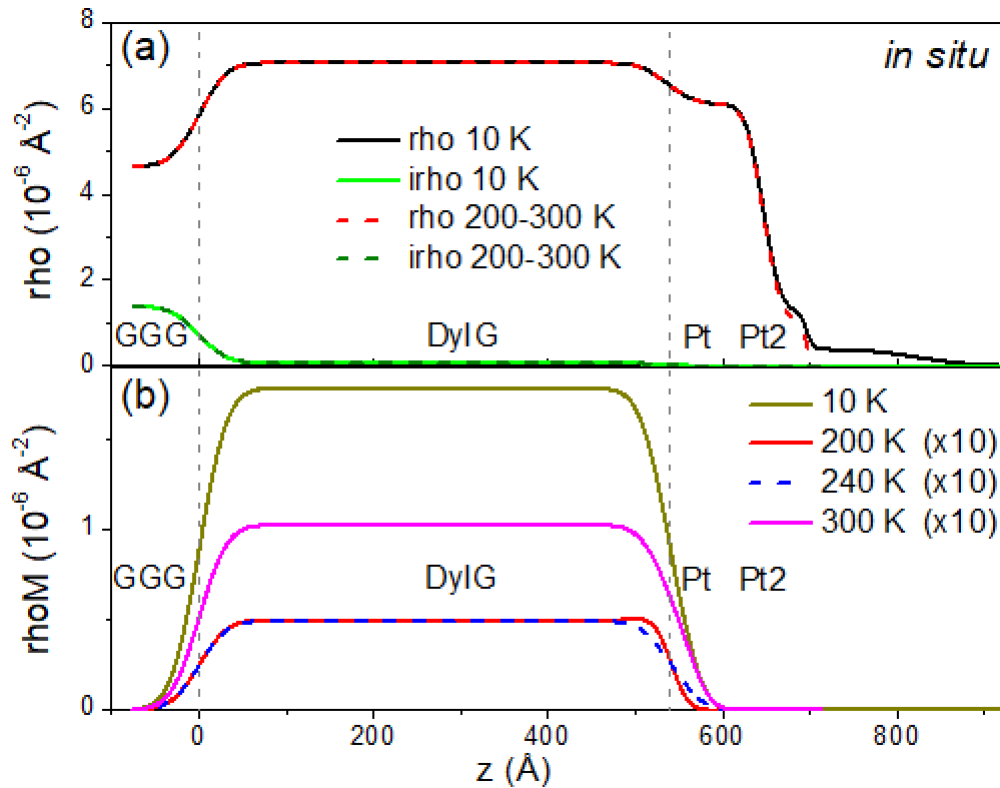 (a)
in situ
8
6
4
2
0
rho (10⁻⁶ Å⁻²)
rho 10 K
irho 10 K
rho 200-300 K
irho 200-300 K
GGG
DyIG
Pt
Pt2
(b)
10 K
200 K (x10)
240 K (x10)
300 K (x10)
1
0
rhoM (10⁻⁶ Å⁻²)
GGG
DyIG
Pt
Pt2
0
200
400
600
800
z (Å)